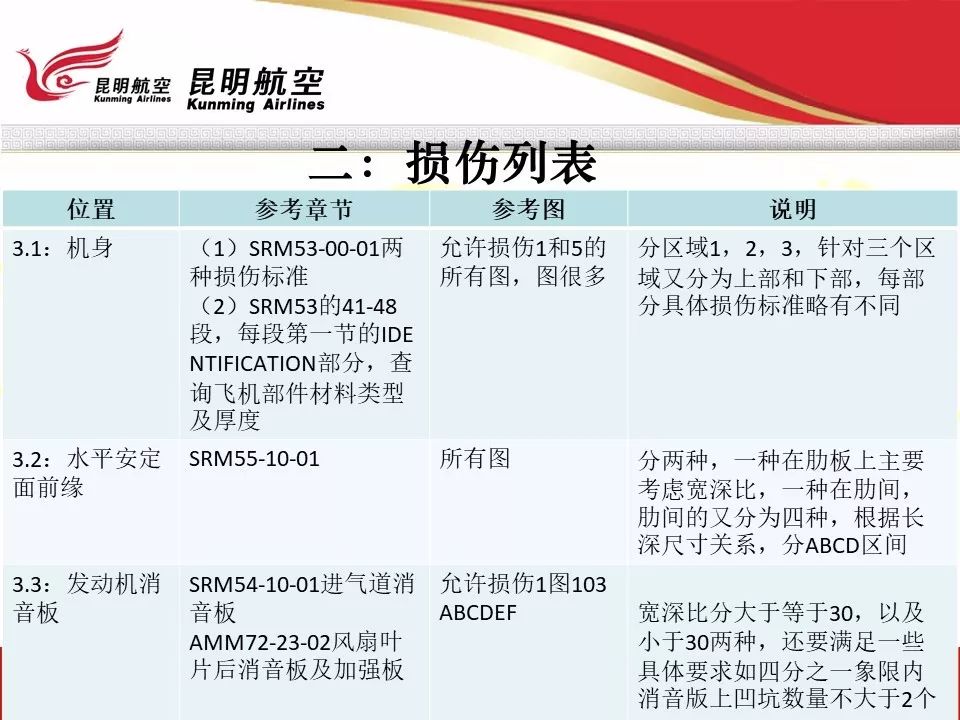 昆明航空
Kunming Airlines
昆明航空
Kunming Airlines
二：损伤列表
位置
参考章节
参考图
说明
3.1：机身
（1）SRM53-00-01两
种损伤标准
（2）SRM53的41-48
段，每段第一节的IDE
NTIFICATION部分，查
询飞机部件材料类型
及厚度
允许损伤1和5的
所有图，图很多
分区域1，2，3，针对三个区
域又分为上部和下部，每部
分具体损伤标准略有不同
3.2：水平安定
面前缘
SRM55-10-01
所有图
分两种，一种在肋板上主要
考虑宽深比，一种在肋间，
肋间的又分为四种，根据长
深尺寸关系，分ABCD区间
3.3：发动机消
音板
SRM54-10-01进气道消
音板
AMM72-23-02风扇叶
片后消音板及加强板
允许损伤1图103
ABCDEF
宽深比分大于等于30，以及
小于30两种，还要满足一些
具体要求如四分之一象限内
消音版上凹坑数量不大于2个